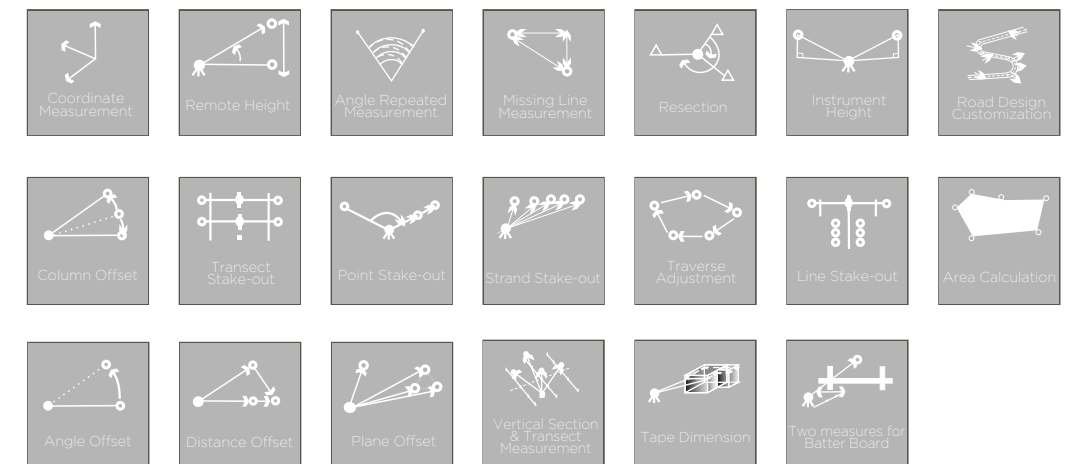 Coordinate
Measurement
Remote Height
Angle Repeated
Measurement
Missing Line
Measurement
Resection
Instrument
Height
Road Design
Customization
Column Offset
Transect
Stake-out
Point Stake-out
Strand Stake-out
Traverse
Adjustment
Line Stake-out
Area Calculation
Angle Offset
Distance Offset
Plane Offset
Vertical Section
& Transect
Measurement
Tape Dimension
Two measures for
Batter Board